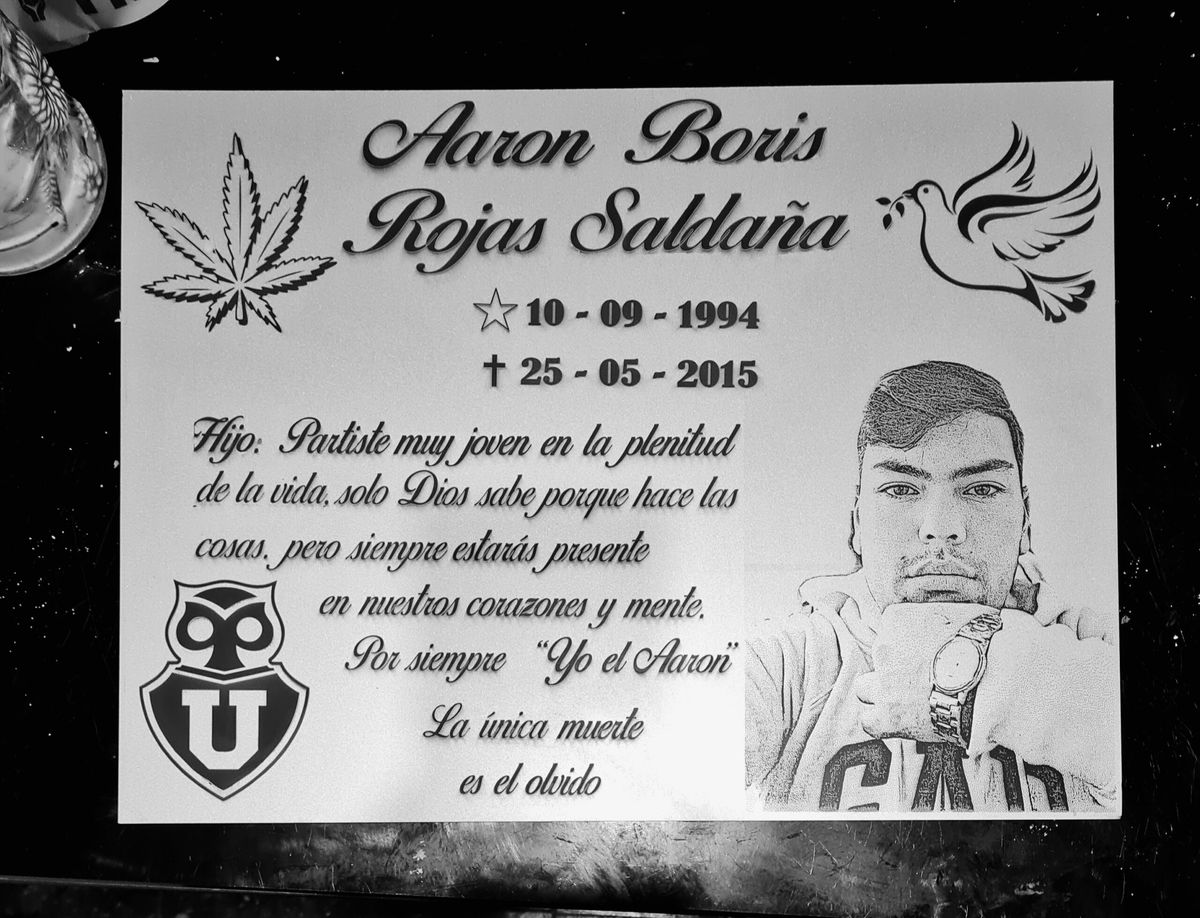 Aaron Boris
Rojas Saldaña
10 - 09 - 1994
25 - 05 - 2015
Hijo: Partiste muy joven en la plenitud
de la vida, solo Dios sabe porque hace las
cosas. pero siempre estarás presente
en nuestros corazones y mente.
Por siempre "Yo el Aaron"
La única muerte
es el olvido
U
GAP